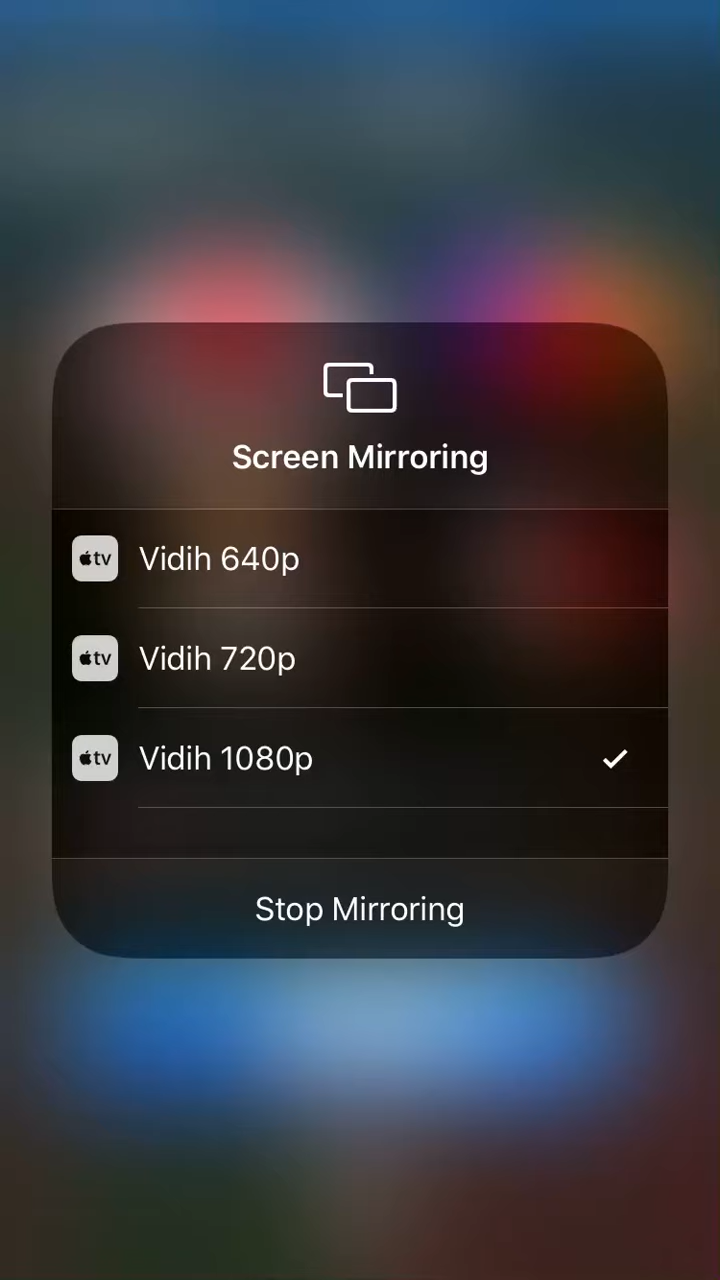 Screen Mirroring
tv Vidih 640p
tv Vidih 720p
tv Vidih 1080p
Stop Mirroring